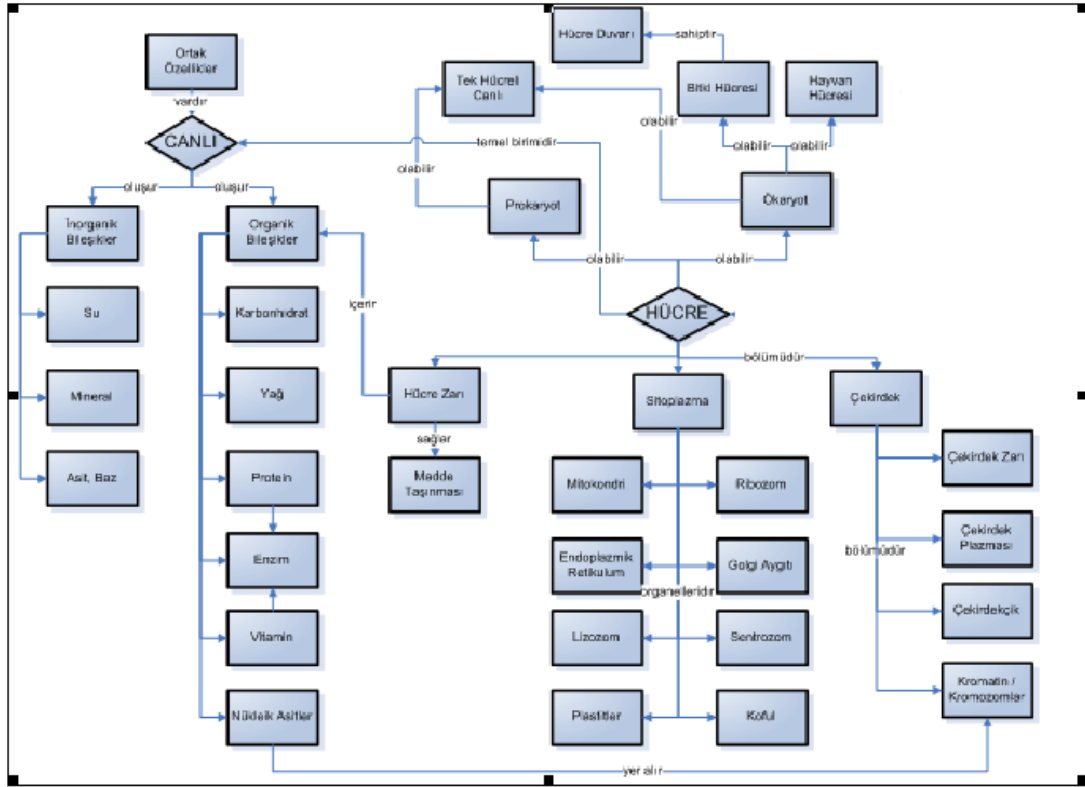 Ortak
Özellikler
vardır
CANLI
oluşur
oluşur
İnorganik
Bileşikler
Su
Mineral
Asit, Baz
Organik
Bileşikler
Karbonhidrat
Yağ
Protein
Enzim
Vitamin
Nükleik Asitler
içerir
Hücre Duvarı
sahiptir
Tek Hücreli
Canlı
Bitki Hücresi
Hayvan
Hücresi
olabilir
olabilir
olabilir
olabilir
temel birimidir
Prokaryot
Ökaryot
olabilir
olabilir
HÜCRE
bölümüdür
Hücre Zarı
sağlar
Madde
Taşınması
Sitoplazma
Mitokondri
Ribozom
Endoplazmik
Retikulum
Golgi Aygıtı
organelleridir
Lizozom
Sentrozom
Plastitler
Koful
Çekirdek
Çekirdek Zarı
Çekirdek
Plazması
bölümüdür
Çekirdekçik
Kromatin /
Kromozomlar
yer alır